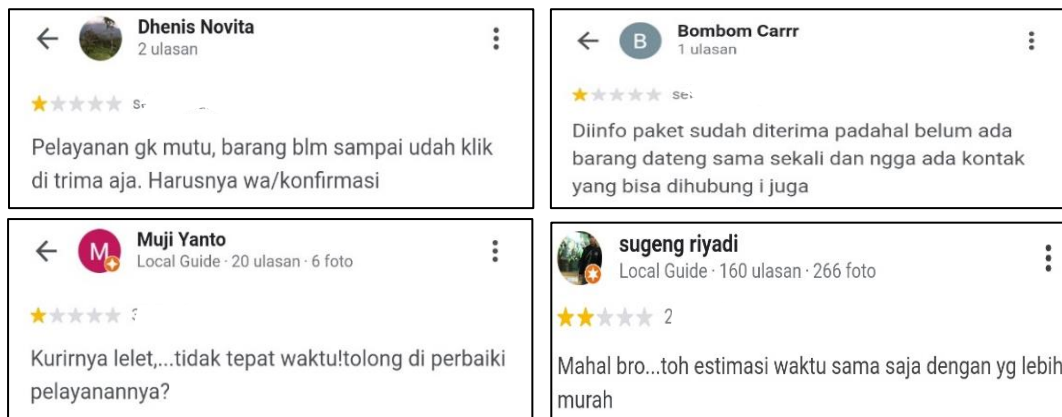 Dhenis Novita
2 ulasan
Pelayanan gk mutu, barang blm sampai udah klik
di trima aja. Harusnya wa/konfirmasi
B
Bombom Carrr
1 ulasan
Diinfo paket sudah diterima padahal belum ada
barang dateng sama sekali dan ngga ada kontak
yang bisa dihubung i juga
M
Muji Yanto
Local Guide · 20 ulasan · 6 foto
Kurirnya lelet,...tidak tepat waktu!tolong di perbaiki
pelayanannya?
sugeng riyadi
Local Guide · 160 ulasan · 266 foto
2
Mahal bro...toh estimasi waktu sama saja dengan yg lebih
murah